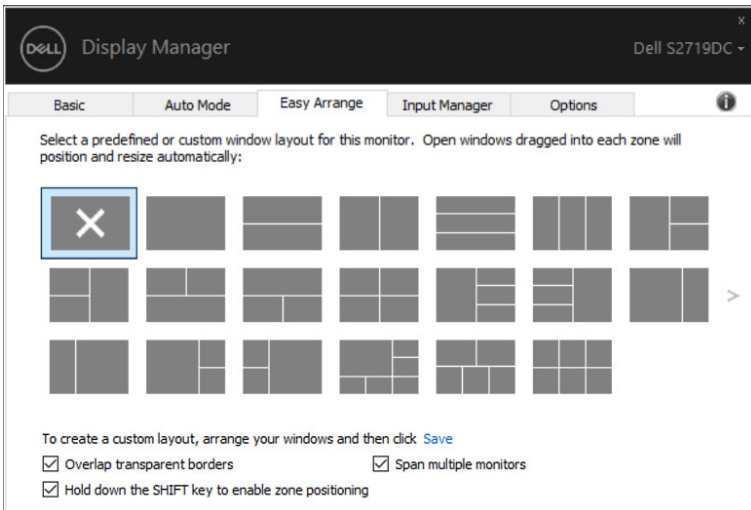 x
DELL Display Manager Dell S2719DC
Basic Auto Mode Easy Arrange Input Manager Options i
Select a predefined or custom window layout for this monitor. Open windows dragged into each zone will
position and resize automatically:
>
To create a custom layout, arrange your windows and then click Save
Overlap transparent borders Span multiple monitors
Hold down the SHIFT key to enable zone positioning